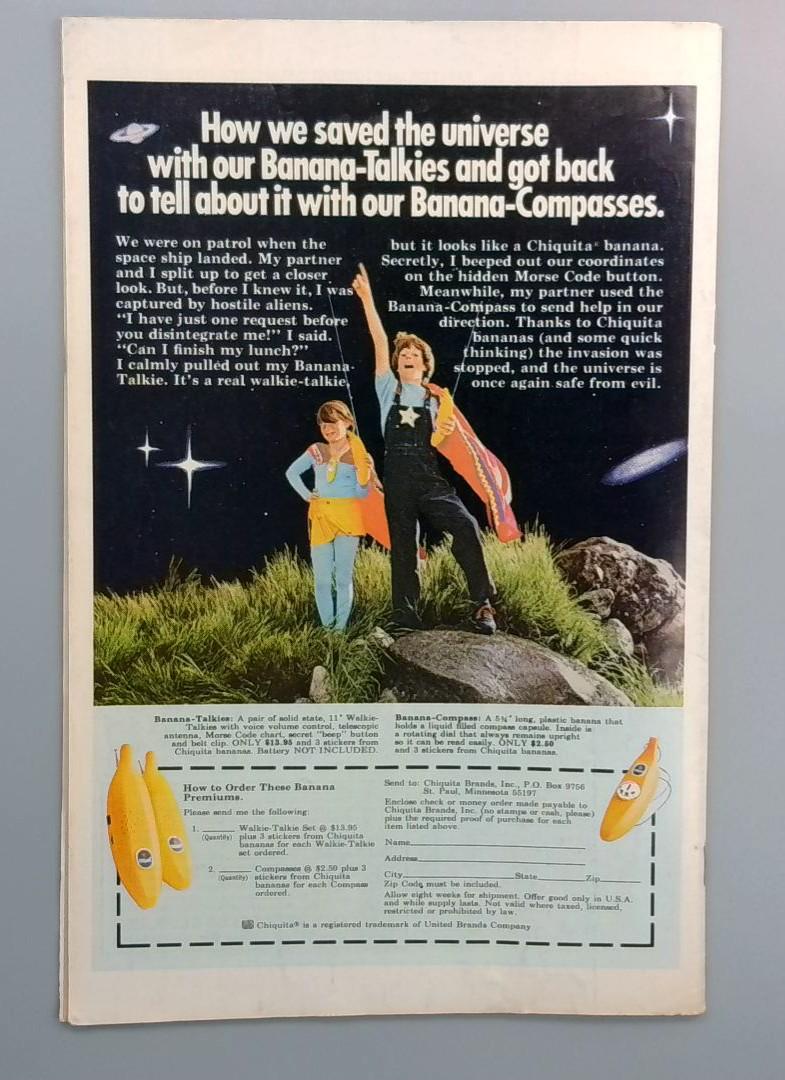 How we saved the universe
with our Banana-Talkies and got back
to tell about it with our Banana-Compasses.
We were on patrol when the
space ship landed. My partner
and I split up to get a closer
look. But, before I knew it, I was
captured by hostile aliens.
"I have just one request before
you disintegrate me!" I said.
"Can I finish my lunch?"
I calmly pulled out my Banana-
Talkie. It's a real walkie-talkie
but it looks like a Chiquita® banana.
Secretly, I beeped out our coordinates
on the hidden Morse Code button.
Meanwhile, my partner used the
Banana-Compass to send help in our
direction. Thanks to Chiquita
bananas (and some quick
thinking) the invasion was
stopped, and the universe is
once again safe from evil.
Banana-Talkies: A pair of solid state, 11" Walkie-
Talkies with voice volume control, telescopic
antenna, Morse Code chart, secret "beep" button
and belt clip. ONLY $13.95 and 3 stickers from
Chiquita bananas. Battery NOT INCLUDED.
Banana-Compass: A 5¾" long, plastic banana that
holds a liquid filled compass capsule. Inside is
a rotating dial that always remains upright
so it can be read easily. ONLY $2.50
and 3 stickers from Chiquita bananas.
How to Order These Banana
Premiums.
Please send me the following:
1. ______ Walkie-Talkie Set @ $13.95
(Quantity) plus 3 stickers from Chiquita
bananas for each Walkie-Talkie
set ordered.
2. ______ Compasses @ $2.50 plus 3
(Quantity) stickers from Chiquita
bananas for each Compass
ordered.
Send to: Chiquita Brands, Inc., P.O. Box 9756
St. Paul, Minnesota 55197
Enclose check or money order made payable to
Chiquita Brands, Inc. (no stamps or cash, please)
plus the required proof of purchase for each
item listed above.
Name
Address
City State Zip
Zip Code must be included.
Allow eight weeks for shipment. Offer good only in U.S.A.
and while supply lasts. Not valid where taxed, licensed,
restricted or prohibited by law.
Chiquita® is a registered trademark of United Brands Company